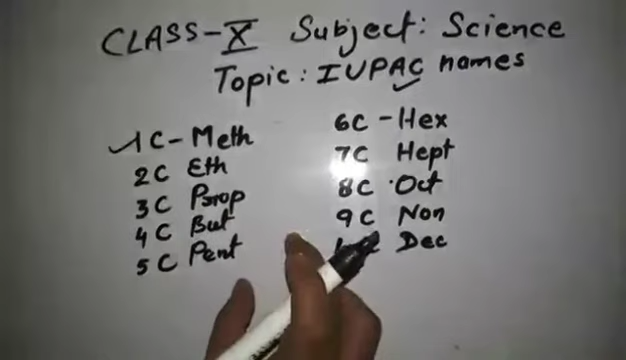 CLASS-X Subject: Science
Topic: IUPAC names
1C-Meth
2C Eth
3C Prop
4C But
5C Pent
6C-Hex
7C Hept
8C Oct
9C Non
Dec